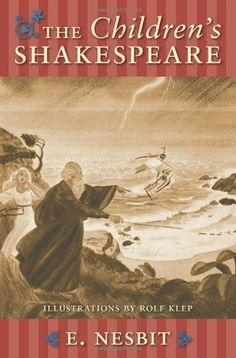 THE Children's
SHAKESPEARE
ILLUSTRATIONS BY ROLF KLEP
E. NESBIT